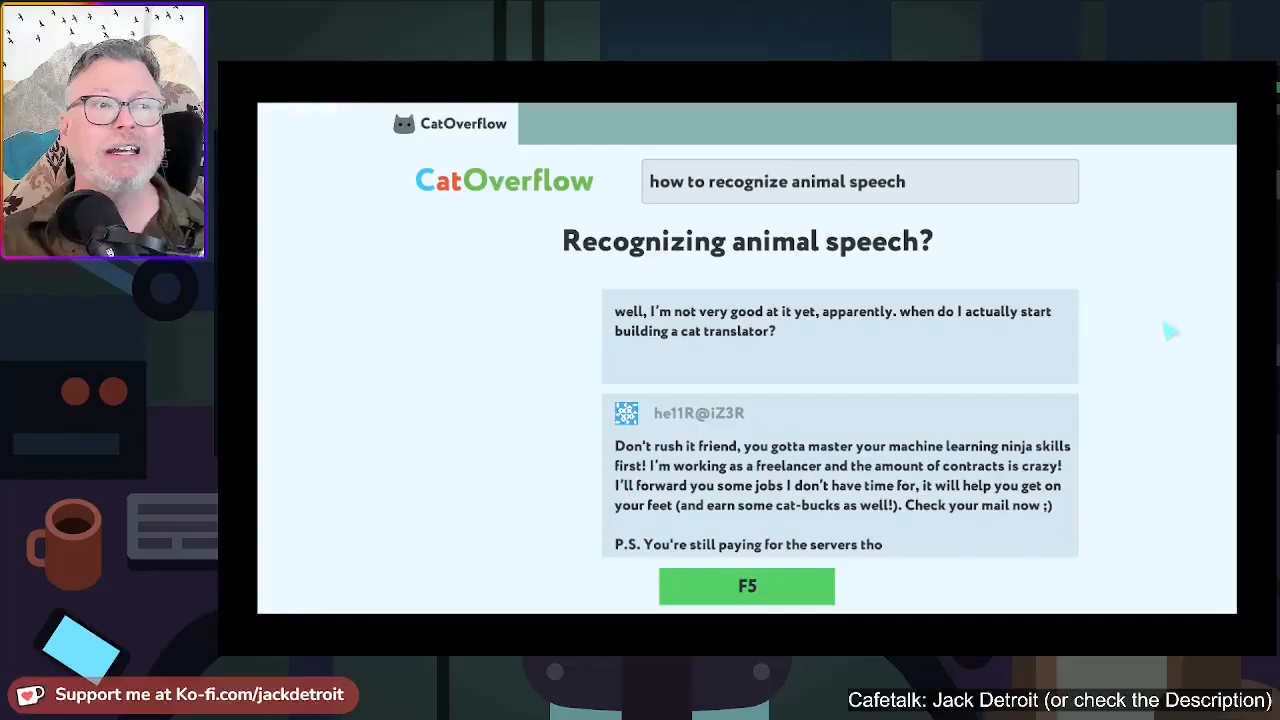 CatOverflow
CatOverflow
how to recognize animal speech
Recognizing animal speech?
well, I'm not very good at it yet, apparently. when do I actually start
building a cat translator?
he11R@iZ3R
Don't rush it friend, you gotta master your machine learning ninja skills
first! I'm working as a freelancer and the amount of contracts is crazy!
I'll forward you some jobs I don't have time for, it will help you get on
your feet (and earn some cat-bucks as well!). Check your mail now ;)
P.S. You're still paying for the servers tho
F5
Support me at Ko-fi.com/jackdetroit
Cafetalk: Jack Detroit (or check the Description)